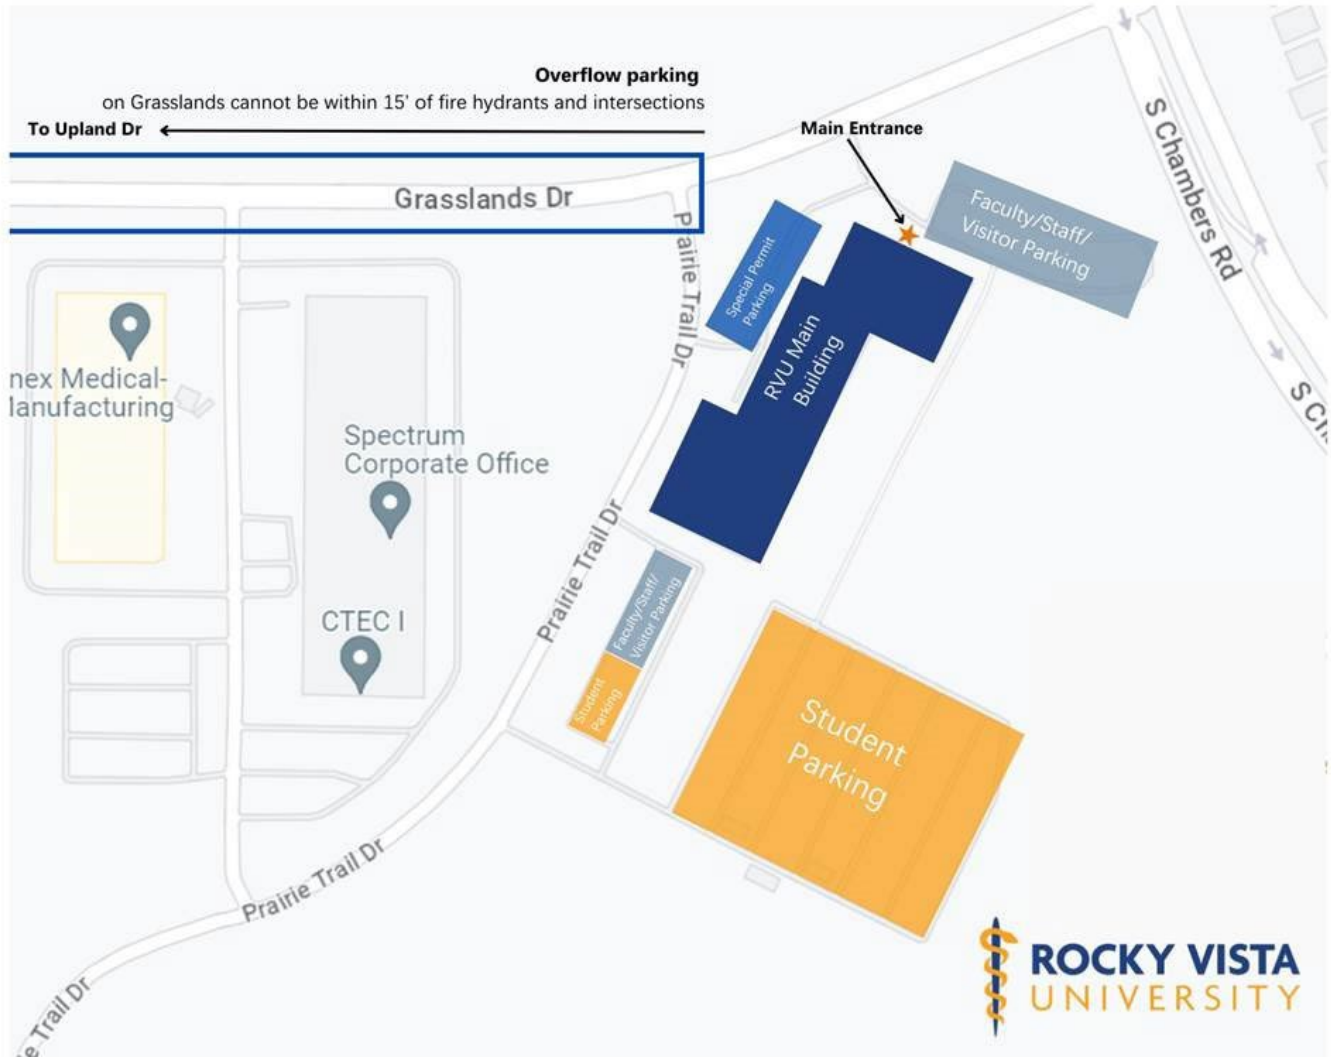 Overflow parking
on Grasslands cannot be within 15' of fire hydrants and intersections
To Upland Dr
Main Entrance
S Chambers Rd
Grasslands Dr
Faculty/Staff/
Visitor Parking
Prairie Trail Dr
Special Permit
Parking
RVU Main
Building
S Ch
nex Medical-
lanufacturing
Spectrum
Corporate Office
Prairie Trail Dr
Faculty/Staff/
Visitor Parking
CTEC I
Student
Parking
Student
Parking
Prairie Trail Dr
e Trail Dr
ROCKY VISTA
UNIVERSITY